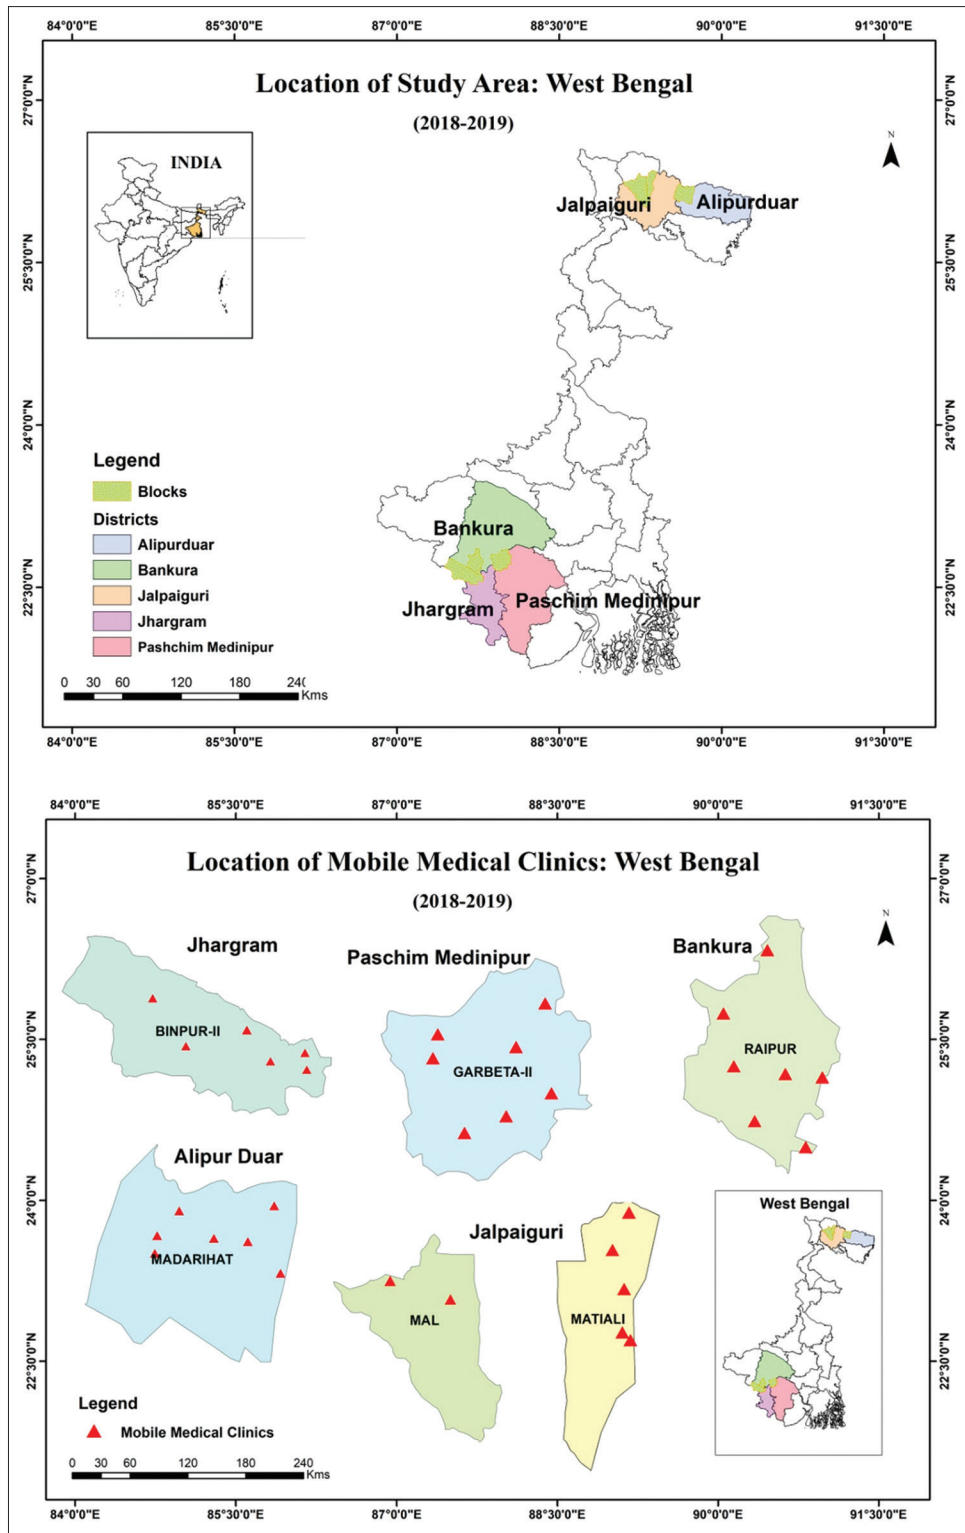 84°0'0"E 85°30'0"E 87°0'0"E 88°30'0"E 90°0'0"E 91°30'0"E
Location of Study Area: West Bengal
(2018-2019)
27°0'0"N
27°0'0"N
N
INDIA
Jalpaiguri
Alipurduar
25°30'0"N
25°30'0"N
24°0'0"N
24°0'0"N
Legend
Blocks
Districts
Alipurduar
Bankura
Jalpaiguri
Jhargram
Pashchim Medinipur
Bankura
22°30'0"N
22°30'0"N
Jhargram
Paschim Medinipur
0 30 60 120 180 240
Kms
84°0'0"E 85°30'0"E 87°0'0"E 88°30'0"E 90°0'0"E 91°30'0"E
84°0'0"E 85°30'0"E 87°0'0"E 88°30'0"E 90°0'0"E 91°30'0"E
Location of Mobile Medical Clinics: West Bengal
(2018-2019)
27°0'0"N
27°0'0"N
N
Jhargram
Paschim Medinipur
Bankura
BINPUR-II
GARBETA-II
RAIPUR
25°30'0"N
25°30'0"N
Alipur Duar
MADARIHAT
24°0'0"N
24°0'0"N
Jalpaiguri
MAL
MATIALI
West Bengal
22°30'0"N
22°30'0"N
Legend
Mobile Medical Clinics
0 30 60 120 180 240
Kms
84°0'0"E 85°30'0"E 87°0'0"E 88°30'0"E 90°0'0"E 91°30'0"E